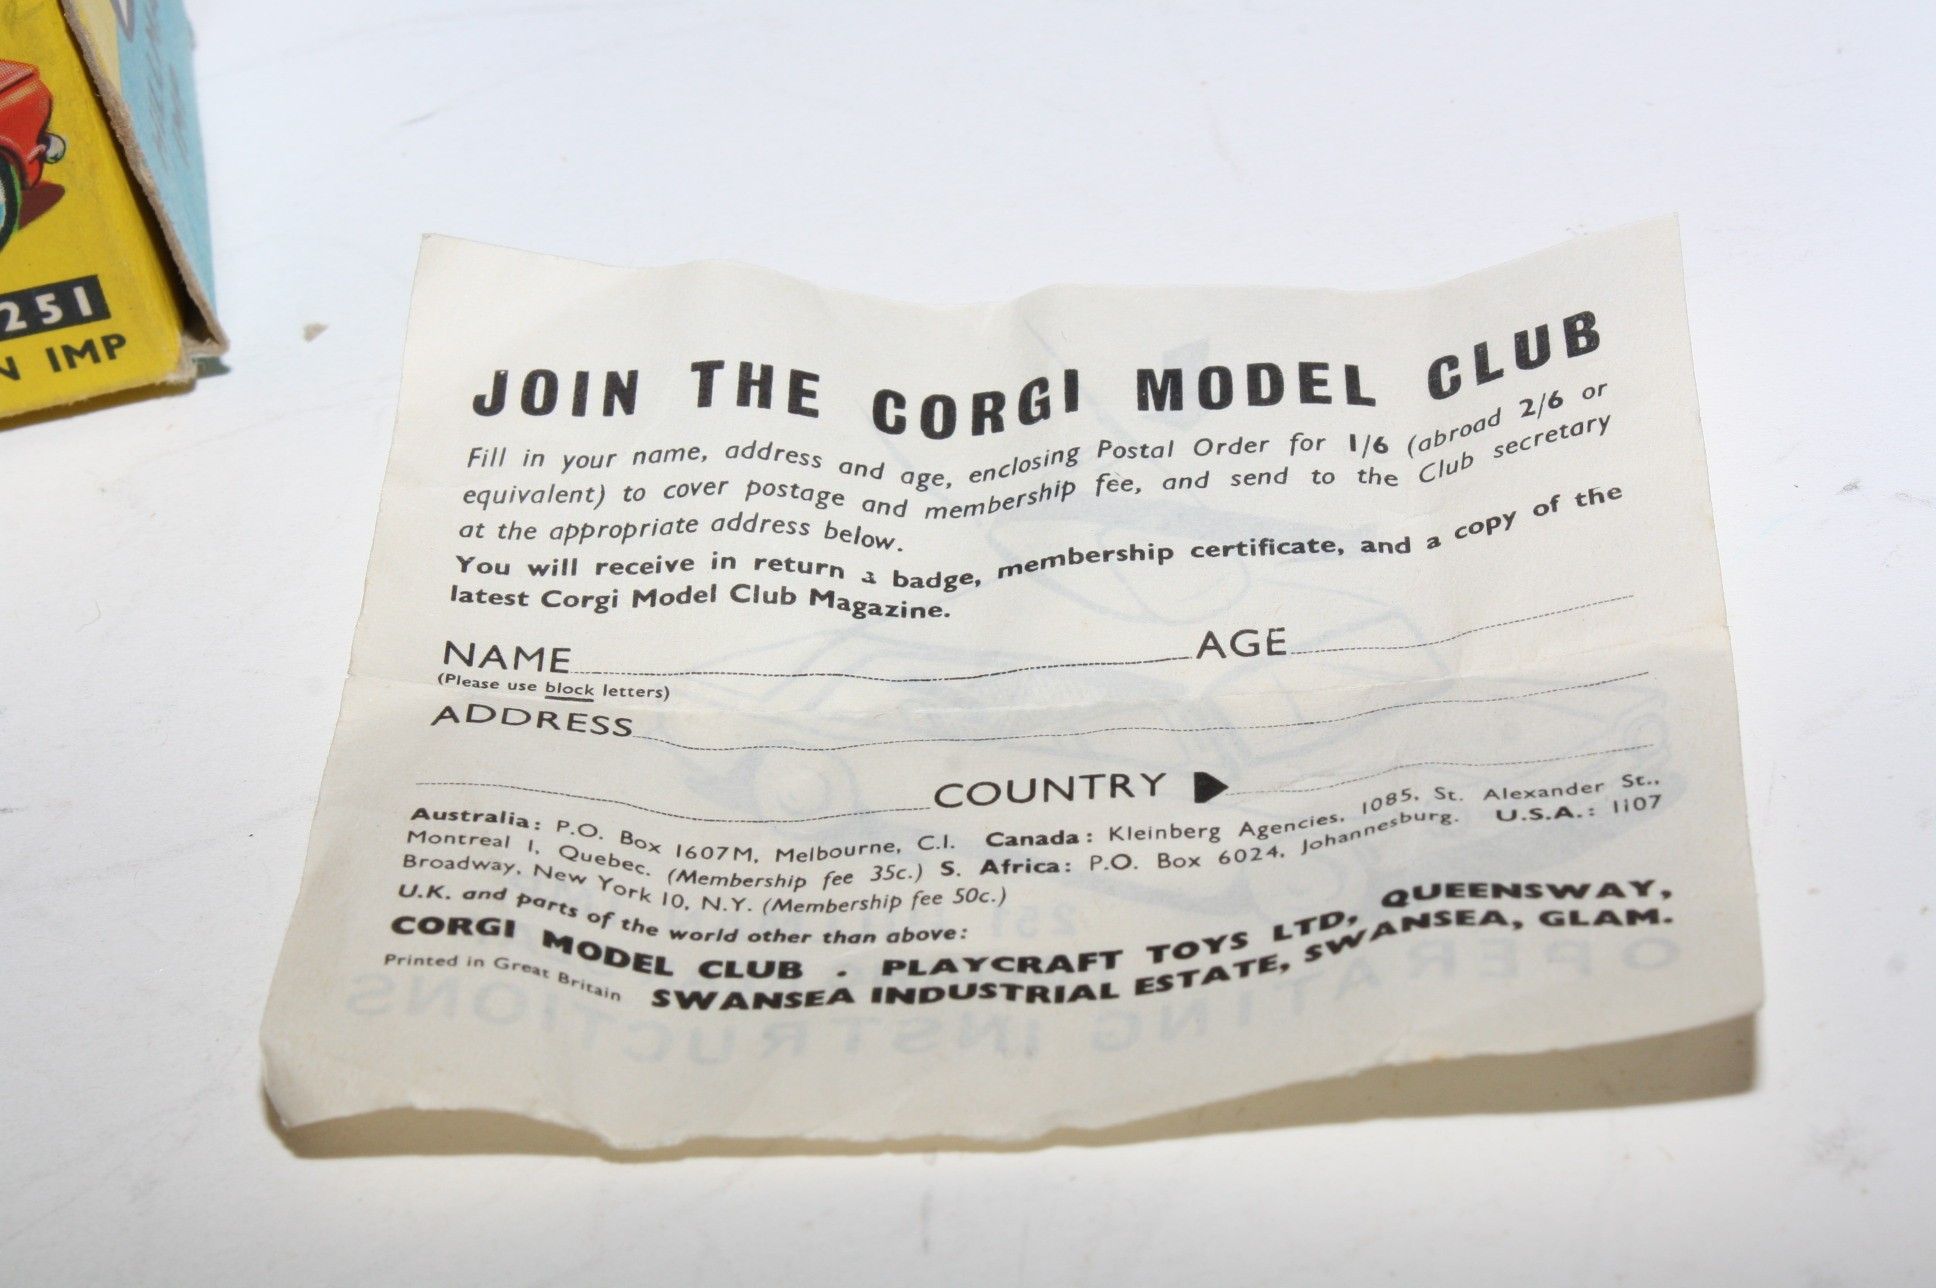 251
IMP
JOIN THE CORGI MODEL CLUB
Fill in your name, address and age, enclosing Postal Order for 1/6 (abroad 2/6 or
equivalent) to cover postage and membership fee, and send to the Club secretary
at the appropriate address below.
You will receive in return a badge, membership certificate, and a copy of the
latest Corgi Model Club Magazine.
NAME AGE
(Please use block letters)
ADDRESS
COUNTRY
Australia: P.O. Box 1607M, Melbourne, C.I. Canada: Kleinberg Agencies, 1085, St. Alexander St.,
Montreal 1, Quebec. (Membership fee 35c.) S. Africa: P.O. Box 6024, Johannesburg. U.S.A.: 1107
Broadway, New York 10, N.Y. (Membership fee 50c.)
U.K. and parts of the world other than above:
CORGI MODEL CLUB . PLAYCRAFT TOYS LTD, QUEENSWAY,
Printed in Great Britain SWANSEA INDUSTRIAL ESTATE, SWANSEA, GLAM.
251
OPERATING INSTRUCTIONS